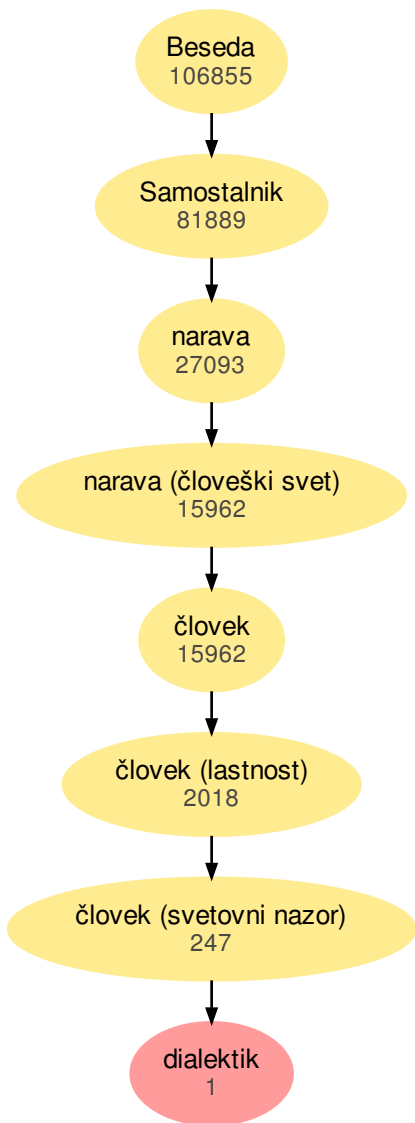 Beseda
106855
Samostalnik
81889
narava
27093
narava (človeški svet)
15962
človek
15962
človek (lastnost)
2018
človek (svetovni nazor)
247
dialektik
1